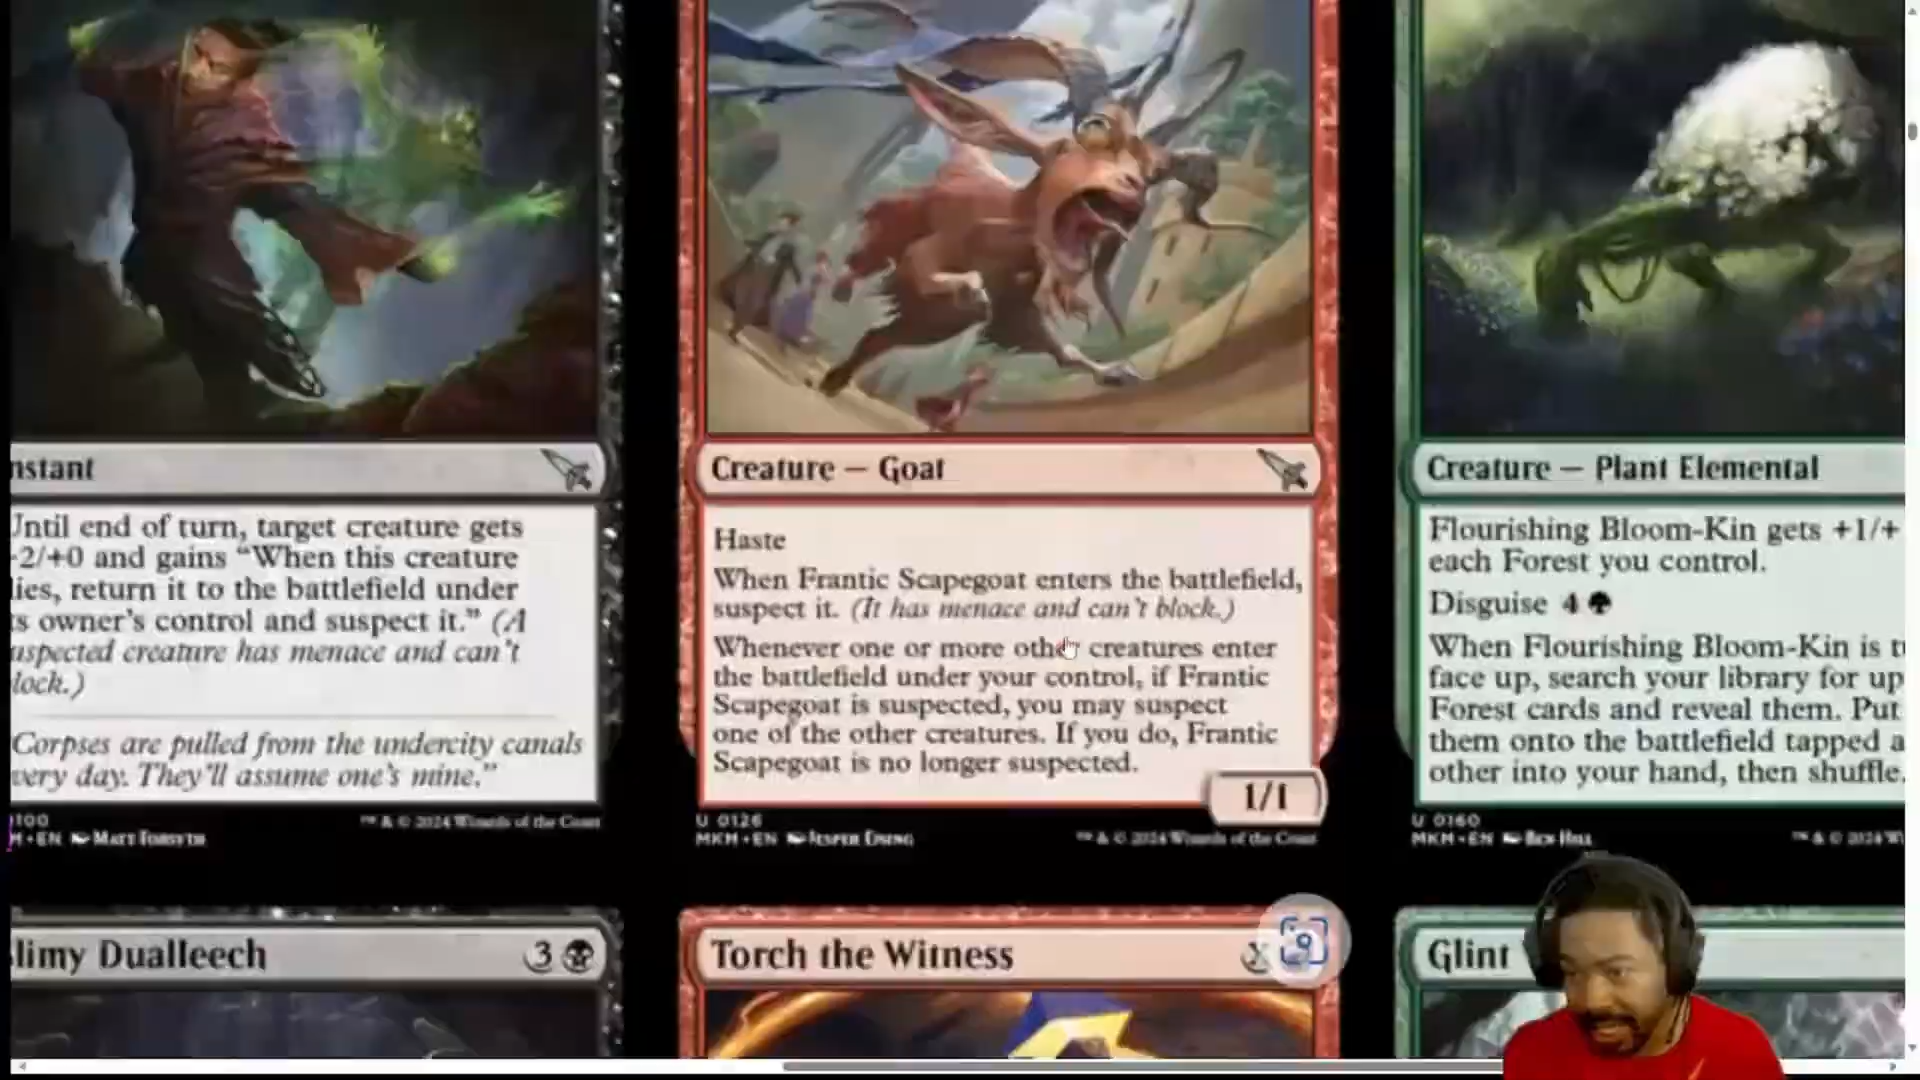 nstant
Until end of turn, target creature gets
-2/+0 and gains "When this creature
dies, return it to the battlefield under
s owner's control and suspect it." (A
uspected creature has menace and can't
lock.)
Corpses are pulled from the undercity canals
very day. They'll assume one's mine."
0100
M • EN Matt Forsyth
™ & © 2024 Wizards of the Coast
Creature — Goat
Haste
When Frantic Scapegoat enters the battlefield,
suspect it. (It has menace and can't block.)
Whenever one or more other creatures enter
the battlefield under your control, if Frantic
Scapegoat is suspected, you may suspect
one of the other creatures. If you do, Frantic
Scapegoat is no longer suspected.
1/1
U 0126
MKM • EN Jesper Ejsing
™ & © 2024 Wizards of the Coast
Creature — Plant Elemental
Flourishing Bloom-Kin gets +1/+
each Forest you control.
Disguise 4
When Flourishing Bloom-Kin is t
face up, search your library for up
Forest cards and reveal them. Put
them onto the battlefield tapped a
other into your hand, then shuffle.
U 0160
MKM • EN Ben Hill
™ & © 2024 W
limy Dualleech 3
Torch the Witness X
Glint